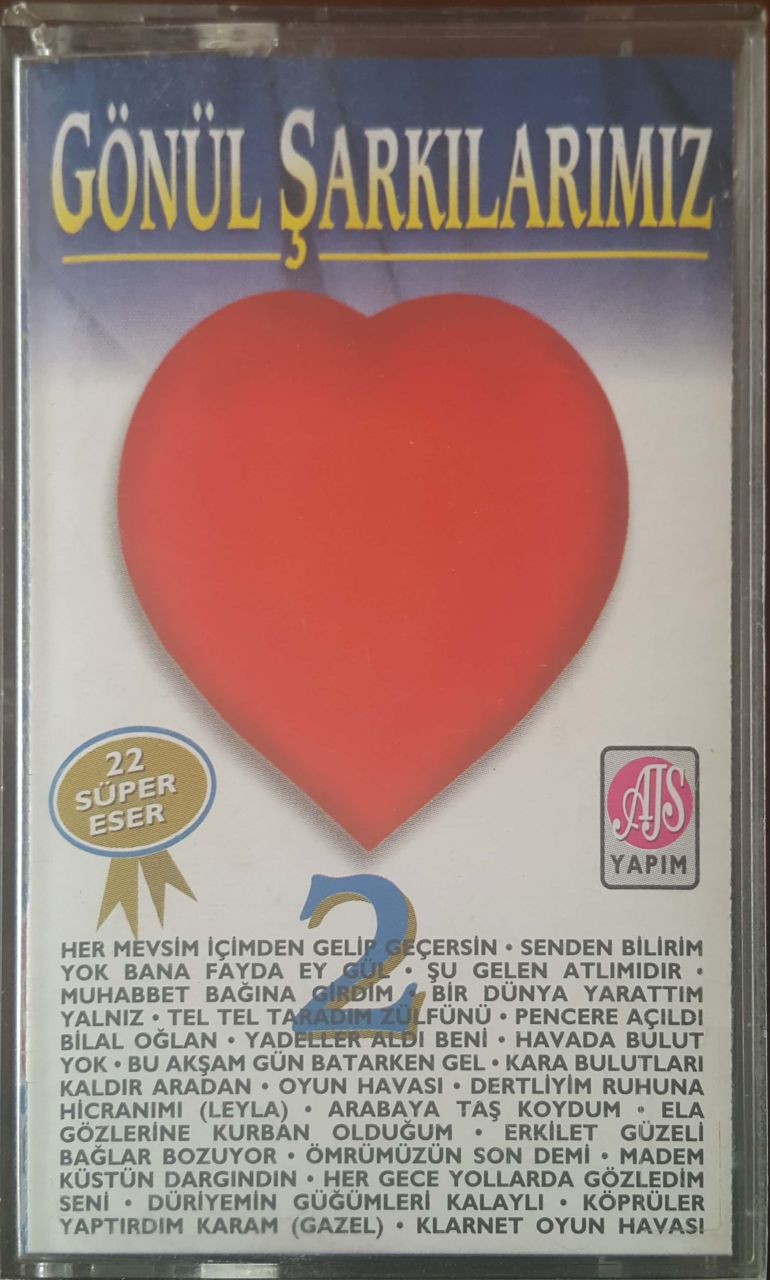 GÖNÜL ŞARKILARIMIZ
22
SÜPER
ESER
AJS
YAPIM
2
HER MEVSİM İÇİMDEN GELİP GEÇERSİN • SENDEN BİLİRİM
YOK BANA FAYDA EY GÜL • ŞU GELEN ATLIMIDIR •
MUHABBET BAĞINA GİRDİM • BİR DÜNYA YARATTIM
YALNIZ • TEL TEL TARADIM ZÜLFÜNÜ • PENCERE AÇILDI
BİLAL OĞLAN • YADELLER ALDI BENİ • HAVADA BULUT
YOK • BU AKŞAM GÜN BATARKEN GEL • KARA BULUTLARI
KALDIR ARADAN • OYUN HAVASI • DERTLİYİM RUHUNA
HİCRANIMI (LEYLA) • ARABAYA TAŞ KOYDUM • ELA
GÖZLERİNE KURBAN OLDUĞUM • ERKİLET GÜZELİ
BAĞLAR BOZUYOR • ÖMRÜMÜZÜN SON DEMİ • MADEM
KÜSTÜN DARGINDIN • HER GECE YOLLARDA GÖZLEDİM
SENİ • DÜRİYEMİN GÜĞÜMLERİ KALAYLI • KÖPRÜLER
YAPTIRDIM KARAM (GAZEL) • KLARNET OYUN HAVASI